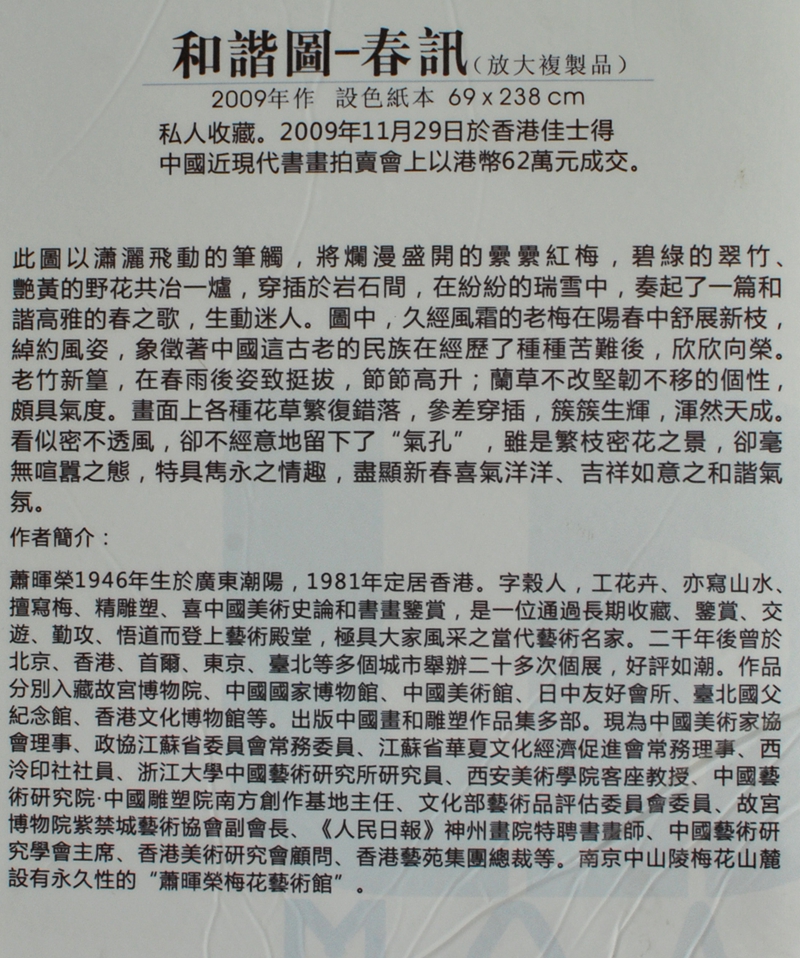 和諧圖-春訊(放大複製品)
2009年作 設色紙本 69 x 238 cm
私人收藏。2009年11月29日於香港佳士得
中國近現代書畫拍賣會上以港幣62萬元成交。
此圖以瀟灑飛動的筆觸，將爛漫盛開的纍纍紅梅，碧綠的翠竹、
艷黃的野花共冶一爐，穿插於岩石間，在紛紛的瑞雪中，奏起了一篇和
諧高雅的春之歌，生動迷人。圖中，久經風霜的老梅在陽春中舒展新枝，
綽約風姿，象徵著中國這古老的民族在經歷了種種苦難後，欣欣向榮。
老竹新篁，在春雨後姿致挺拔，節節高升；蘭草不改堅韌不移的個性，
頗具氣度。畫面上各種花草繁復錯落，參差穿插，簇簇生輝，渾然天成。
看似密不透風，卻不經意地留下了“氣孔”，雖是繁枝密花之景，卻毫
無喧囂之態，特具雋永之情趣，盡顯新春喜氣洋洋、吉祥如意之和諧氣
氛。
作者簡介：
蕭暉榮1946年生於廣東潮陽，1981年定居香港。字穀人，工花卉、亦寫山水、
擅寫梅、精雕塑、喜中國美術史論和書畫鑒賞，是一位通過長期收藏、鑒賞、交
遊、勤攻、悟道而登上藝術殿堂，極具大家風采之當代藝術名家。二千年後曾於
北京、香港、首爾、東京、臺北等多個城市舉辦二十多次個展，好評如潮。作品
分別入藏故宮博物院、中國國家博物館、中國美術館、日中友好會所、臺北國父
紀念館、香港文化博物館等。出版中國畫和雕塑作品集多部。現為中國美術家協
會理事、政協江蘇省委員會常務委員、江蘇省華夏文化經濟促進會常務理事、西
泠印社社員、浙江大學中國藝術研究所研究員、西安美術學院客座教授、中國藝
術研究院·中國雕塑院南方創作基地主任、文化部藝術品評估委員會委員、故宮
博物院紫禁城藝術協會副會長、《人民日報》神州畫院特聘書畫師、中國藝術研
究學會主席、香港美術研究會顧問、香港藝苑集團總裁等。南京中山陵梅花山麓
設有永久性的“蕭暉榮梅花藝術館”。